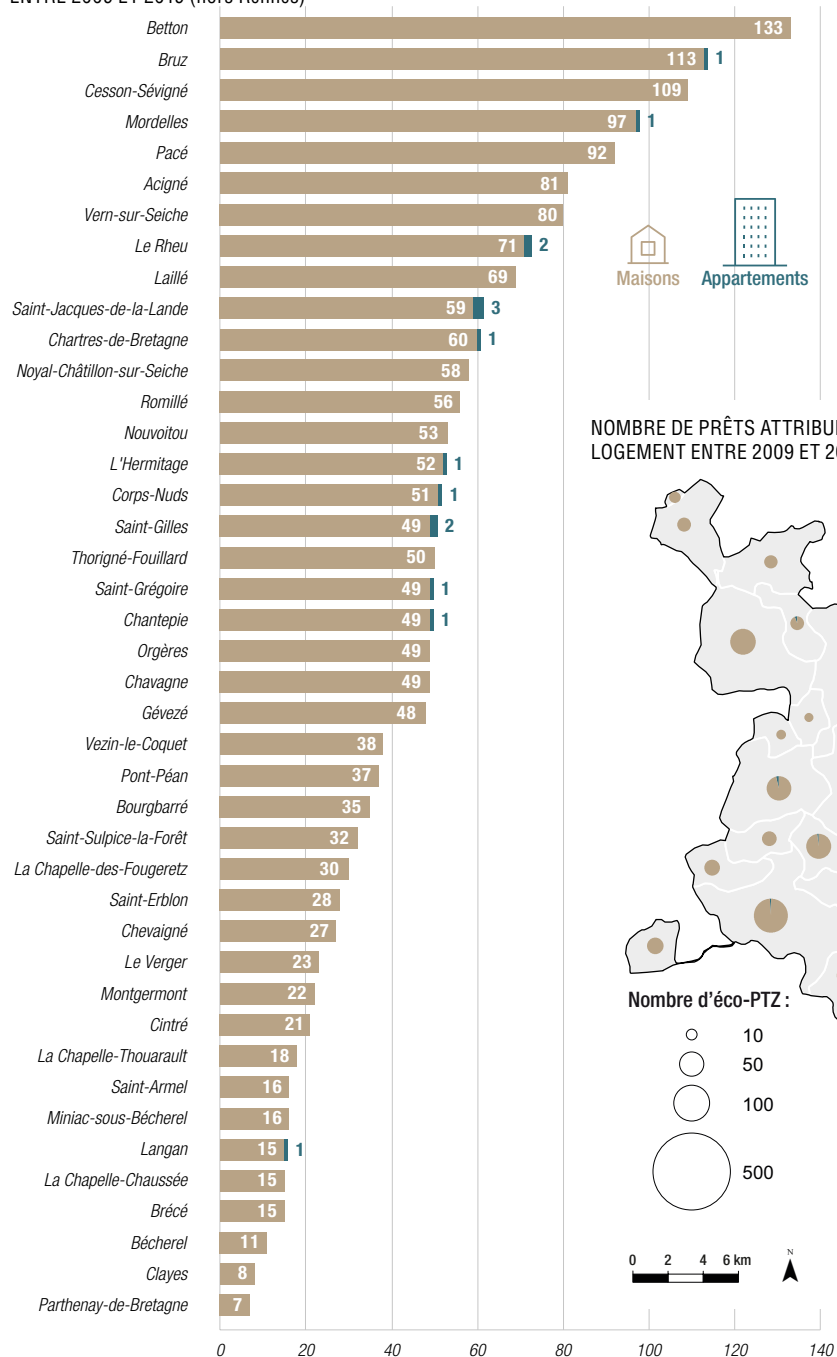 ENTRE 2009 ET 2019 (hors Rennes)
Betton 133
Bruz 113 1
Cesson-Sévigné 109
Mordelles 97 1
Pacé 92
Acigné 81
Vern-sur-Seiche 80
Le Rheu 71 2
Laillé 69
Saint-Jacques-de-la-Lande 59 3
Chartres-de-Bretagne 60 1
Noyal-Châtillon-sur-Seiche 58
Romillé 56
Nouvoitou 53
L'Hermitage 52 1
Corps-Nuds 51 1
Saint-Gilles 49 2
Thorigné-Fouillard 50
Saint-Grégoire 49 1
Chantepie 49 1
Orgères 49
Chavagne 49
Gévezé 48
Vezin-le-Coquet 38
Pont-Péan 37
Bourgbarré 35
Saint-Sulpice-la-Forêt 32
La Chapelle-des-Fougeretz 30
Saint-Erblon 28
Chevaigné 27
Le Verger 23
Montgermont 22
Cintré 21
La Chapelle-Thouarault 18
Saint-Armel 16
Miniac-sous-Bécherel 16
Langan 15 1
La Chapelle-Chaussée 15
Brécé 15
Bécherel 11
Clayes 8
Parthenay-de-Bretagne 7
0 20 40 60 80 100 120 140
Maisons Appartements
NOMBRE DE PRÊTS ATTRIBU
LOGEMENT ENTRE 2009 ET 20
Nombre d'éco-PTZ :
10
50
100
500
0 2 4 6 km
N